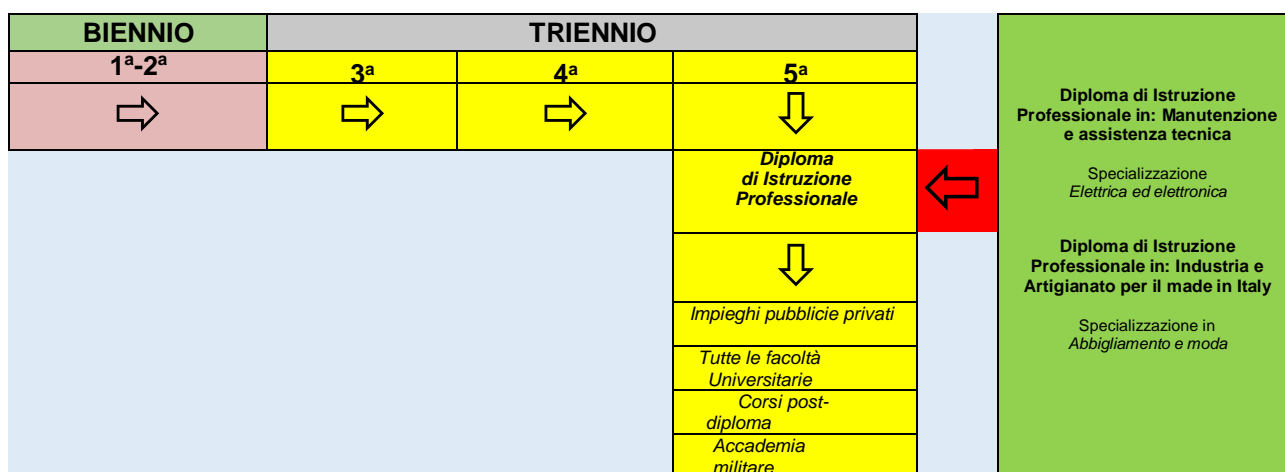 BIENNIO
TRIENNIO
1ª-2ª
3ª
4ª
5ª
Diploma
di Istruzione
Professionale
Impieghi pubblicie privati
Tutte le facoltà
Universitarie
Corsi post-
diploma
Accademia
militare
Diploma di Istruzione
Professionale in: Manutenzione
e assistenza tecnica
Specializzazione
Elettrica ed elettronica
Diploma di Istruzione
Professionale in: Industria e
Artigianato per il made in Italy
Specializzazione in
Abbigliamento e moda